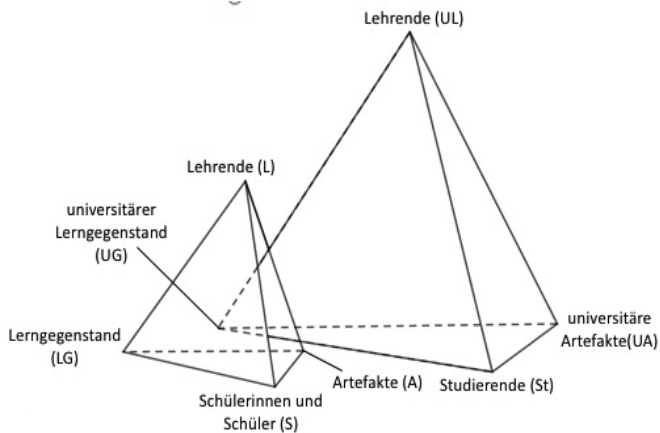 Lehrende (UL)
Lehrende (L)
universitärer
Lerngegenstand
(UG)
Lerngegenstand
(LG)
universitäre
Artefakte(UA)
Artefakte (A)
Studierende (St)
Schülerinnen und
Schüler (S)